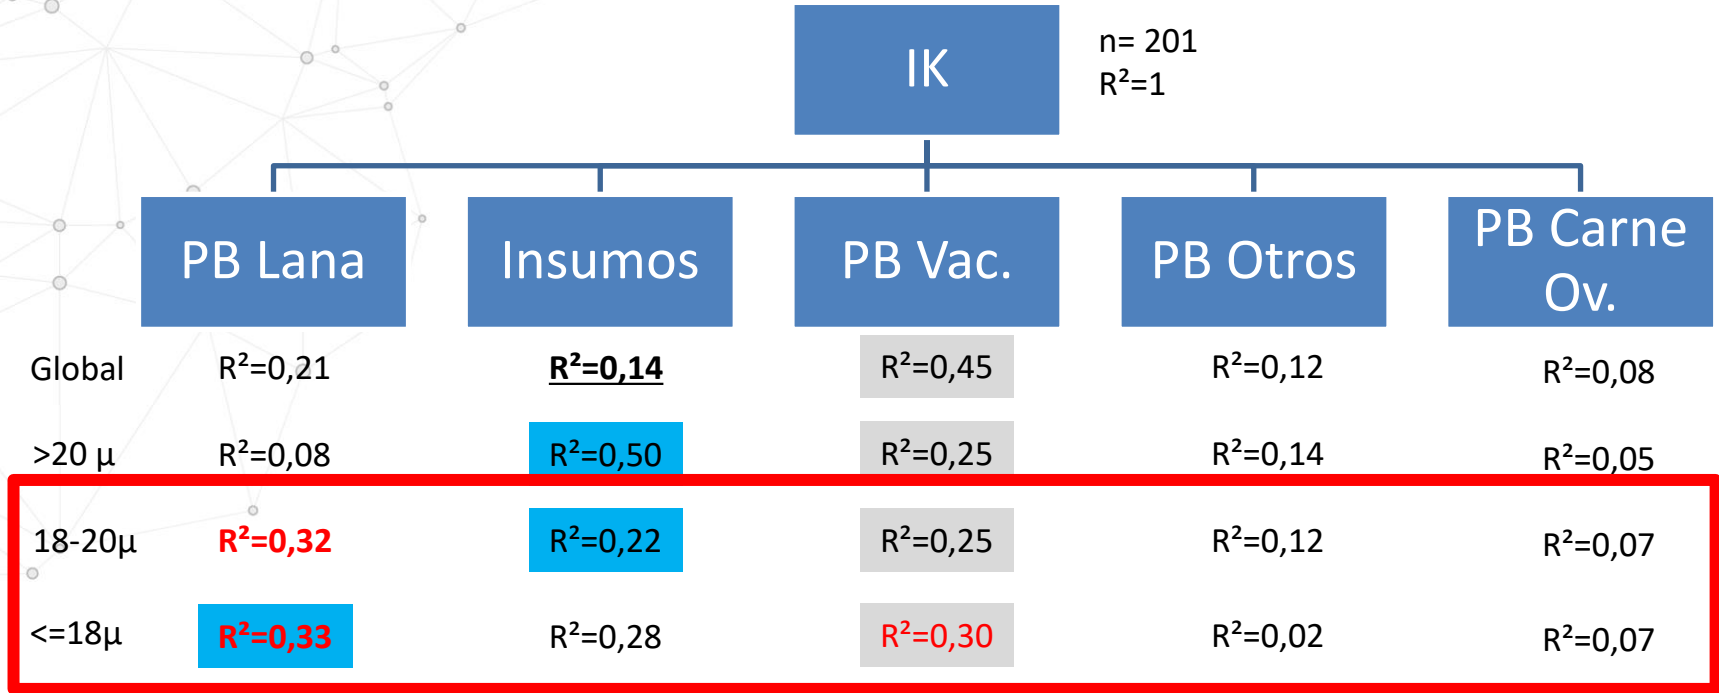 IK
n= 201
R²=1
PB Lana
Insumos
PB Vac.
PB Otros
PB Carne
Ov.
Global R²=0,21 R²=0,14 R²=0,45 R²=0,12 R²=0,08
>20 µ R²=0,08 R²=0,50 R²=0,25 R²=0,14 R²=0,05
18-20µ R²=0,32 R²=0,22 R²=0,25 R²=0,12 R²=0,07
<=18µ R²=0,33 R²=0,28 R²=0,30 R²=0,02 R²=0,07